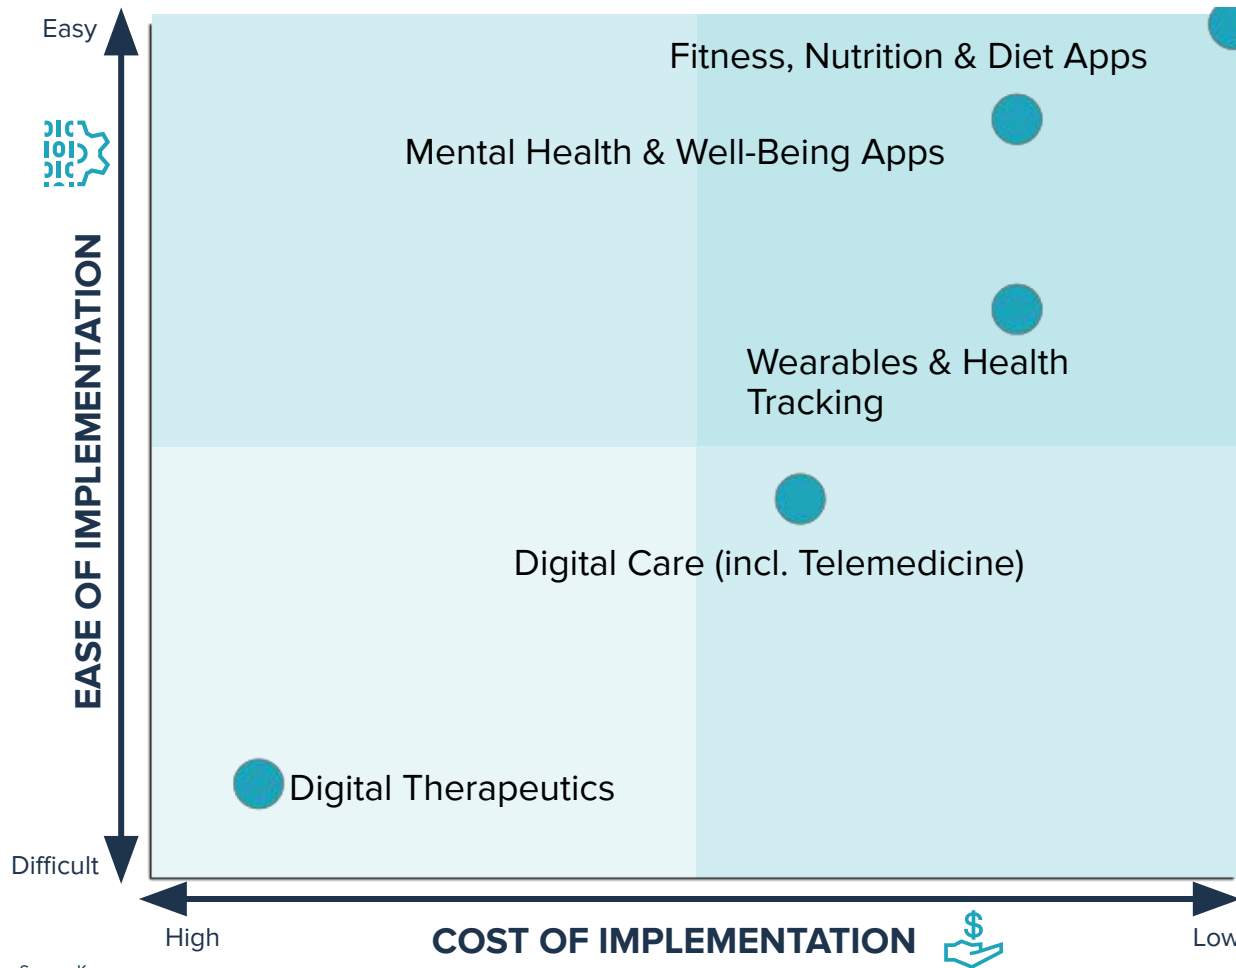 Easy
Fitness, Nutrition & Diet Apps
Mental Health & Well-Being Apps
EASE OF IMPLEMENTATION
Wearables & Health
Tracking
Digital Care (incl. Telemedicine)
Digital Therapeutics
Difficult
High
COST OF IMPLEMENTATION
$
Low